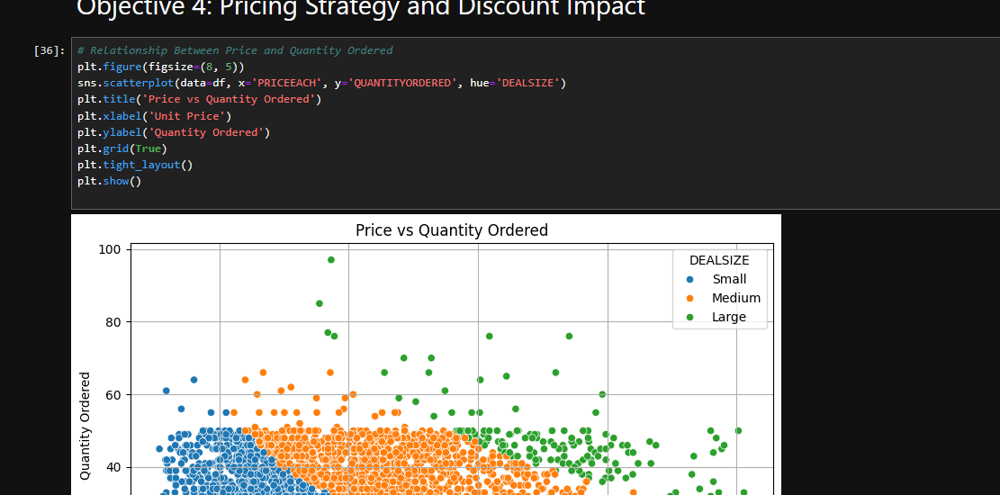 Objective 4: Pricing Strategy and Discount Impact
[36]:
# Relationship Between Price and Quantity Ordered
plt.figure(figsize=(8, 5))
sns.scatterplot(data=df, x='PRICEEACH', y='QUANTITYORDERED', hue='DEALSIZE')
plt.title('Price vs Quantity Ordered')
plt.xlabel('Unit Price')
plt.ylabel('Quantity Ordered')
plt.grid(True)
plt.tight_layout()
plt.show()
Price vs Quantity Ordered
100
80
60
40
Quantity Ordered
DEALSIZE
Small
Medium
Large